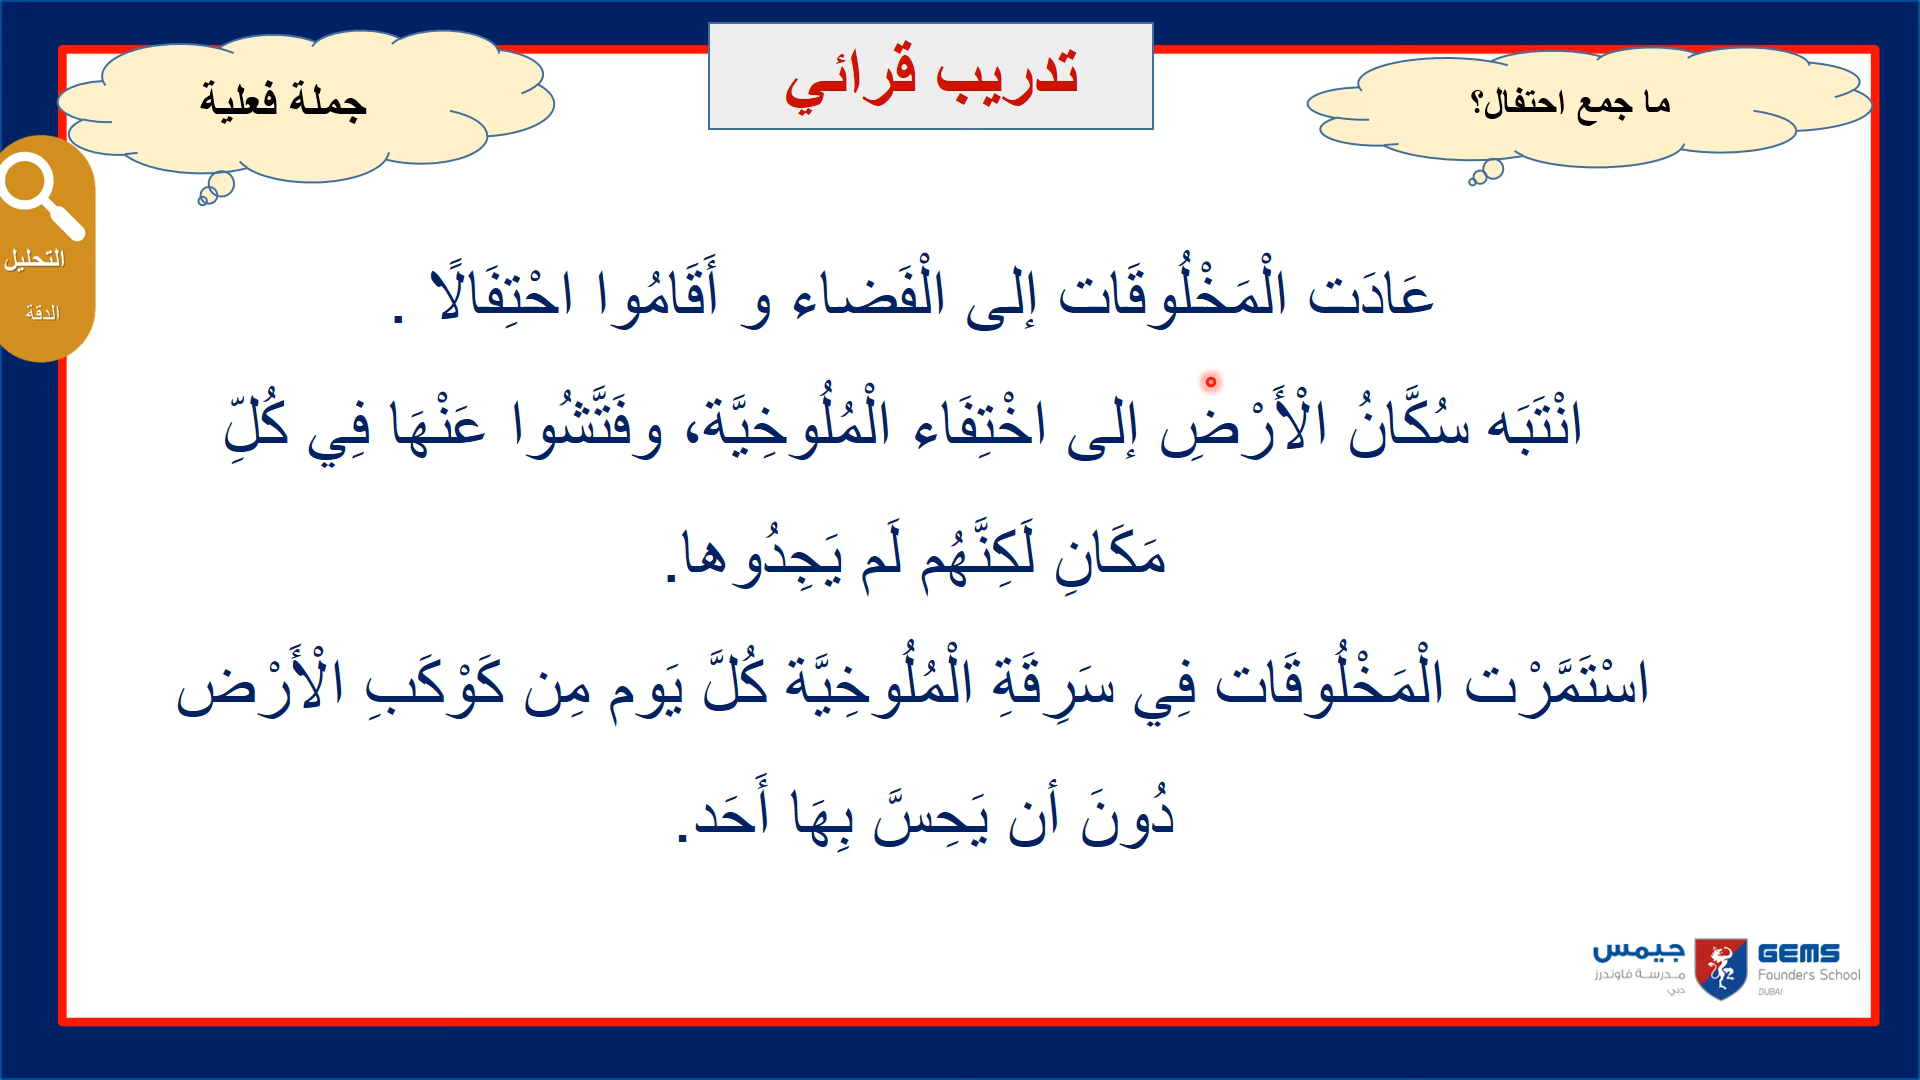 تدريب قرائي
ما جمع احتفال؟
جملة فعلية
التحليل
الدقة
عَادَت الْمَخْلُوقَات إلى الْفَضاء و أَقَامُوا احْتِفَالًا .
انْتَبَه سُكَّانُ الْأَرْضِ إلى اخْتِفَاء الْمُلُوخِيَّة، وفَتَّشُوا عَنْهَا فِي كُلِّ
مَكَانِ لَكِنَّهُم لَم يَجِدُوها.
اسْتَمَّرْت الْمَخْلُوقَات فِي سَرِقَةِ الْمُلُوخِيَّة كُلَّ يَوم مِن كَوْكَبِ الْأَرْض
دُونَ أن يَحِسَّ بِهَا أَحَد.
جيمس
مدرسة فاوندرز
دبي
GEMS
Founders School
DUBAI